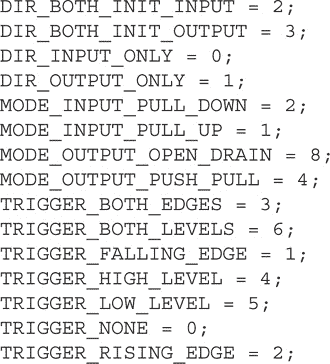 DIR_BOTH_INIT_INPUT = 2;
DIR_BOTH_INIT_OUTPUT = 3;
DIR_INPUT_ONLY = 0;
DIR_OUTPUT_ONLY = 1;
MODE_INPUT_PULL_DOWN = 2;
MODE_INPUT_PULL_UP = 1;
MODE_OUTPUT_OPEN_DRAIN = 8;
MODE_OUTPUT_PUSH_PULL = 4;
TRIGGER_BOTH_EDGES = 3;
TRIGGER_BOTH_LEVELS = 6;
TRIGGER_FALLING_EDGE = 1;
TRIGGER_HIGH_LEVEL = 4;
TRIGGER_LOW_LEVEL = 5;
TRIGGER_NONE = 0;
TRIGGER_RISING_EDGE = 2;